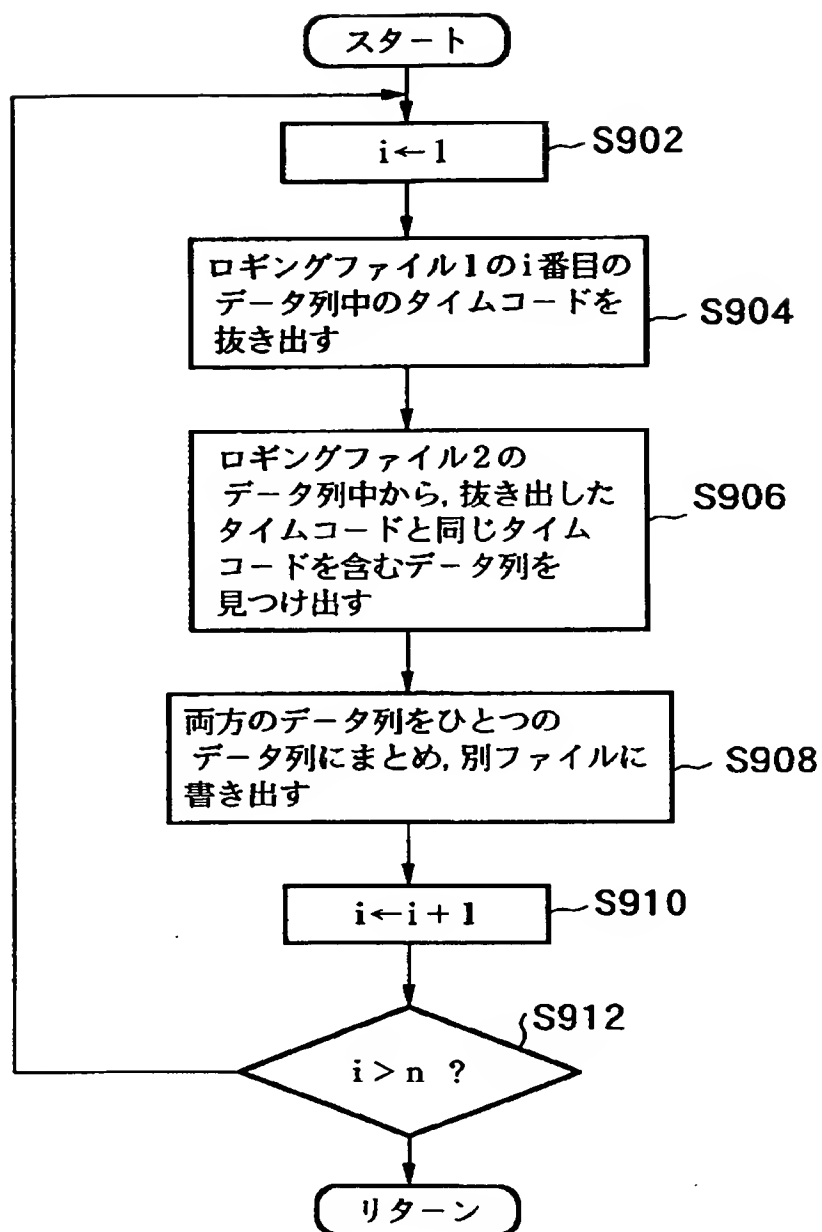 スタート
i←1
S902
ロギングファイル1のi番目の
データ列中のタイムコードを
抜き出す
S904
ロギングファイル2の
データ列中から, 抜き出した
タイムコードと同じタイム
コードを含むデータ列を
見つけ出す
S906
両方のデータ列をひとつの
データ列にまとめ, 別ファイルに
書き出す
S908
i←i+1
S910
S912
i>n ?
リターン